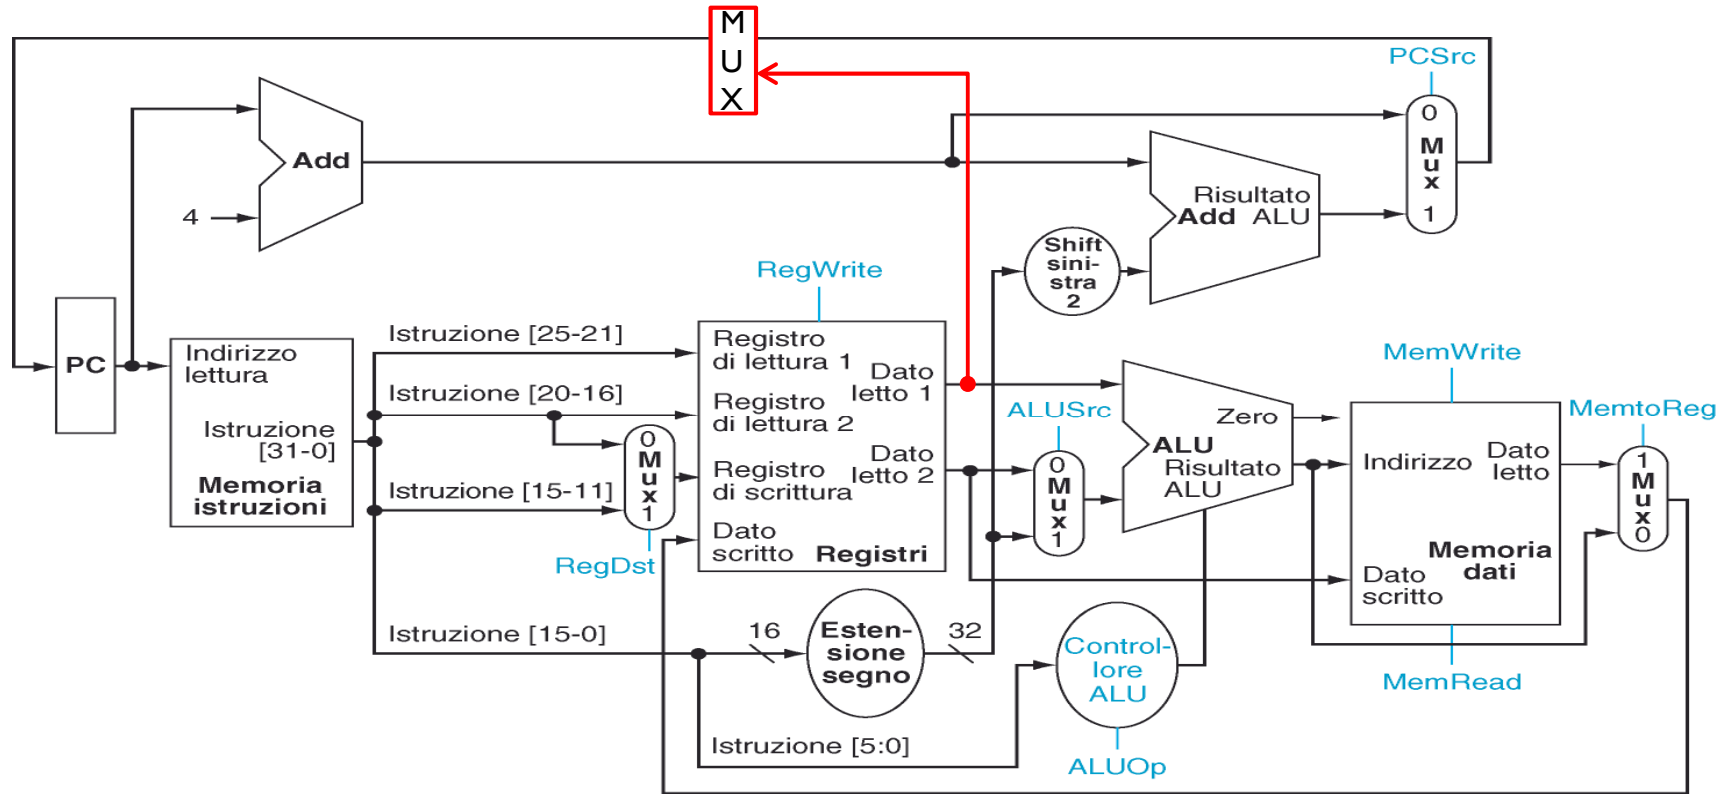 M
U
X
PCSrc
0
M
u
x
1
Add
4
Risultato
Add ALU
Shift
sini-
stra
2
RegWrite
PC
Indirizzo
lettura
Istruzione
[31-0]
Memoria
istruzioni
Istruzione [25-21]
Istruzione [20-16]
Istruzione [15-11]
0
M
u
x
1
RegDst
Registro
di lettura 1
Registro
di lettura 2
Registro
di scrittura
Dato
scritto
Dato
letto 1
Dato
letto 2
Registri
ALUSrc
0
M
u
x
1
Zero
ALU
Risultato
ALU
MemWrite
Indirizzo
Dato
letto
Memoria
dati
Dato
scritto
MemRead
MemtoReg
1
M
u
x
0
Istruzione [15-0]
16
Esten-
sione
segno
32
Control-
lore
ALU
ALUOp
Istruzione [5:0]